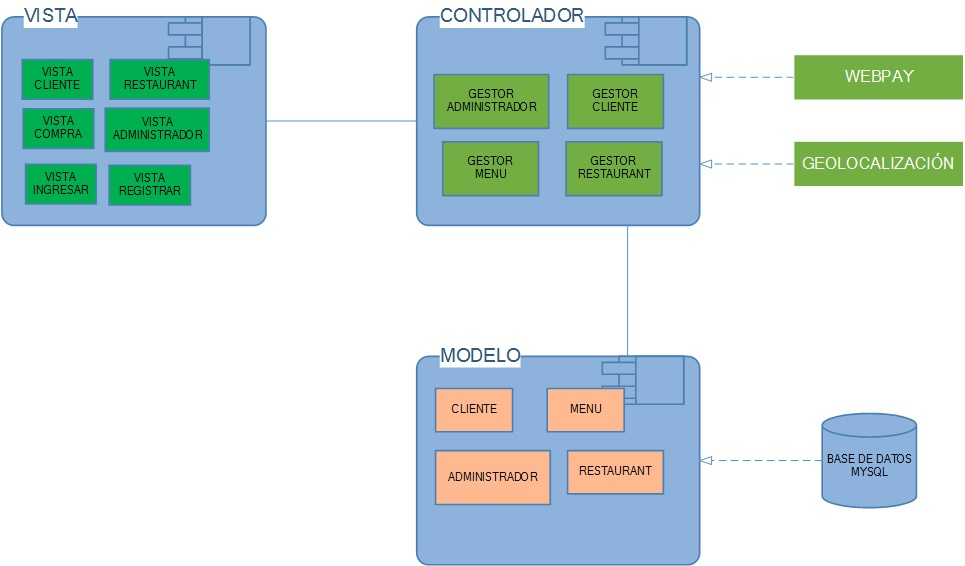 VISTA
VISTA
CLIENTE
VISTA
RESTAURANT
VISTA
COMPRA
VISTA
ADMINISTRADOR
VISTA
INGRESAR
VISTA
REGISTRAR
CONTROLADOR
GESTOR
ADMINISTRADOR
GESTOR
CLIENTE
GESTOR
MENU
GESTOR
RESTAURANT
WEBPAY
GEOLOCALIZACIÓN
MODELO
CLIENTE
MENU
ADMINISTRADOR
RESTAURANT
BASE DE DATOS
MYSQL